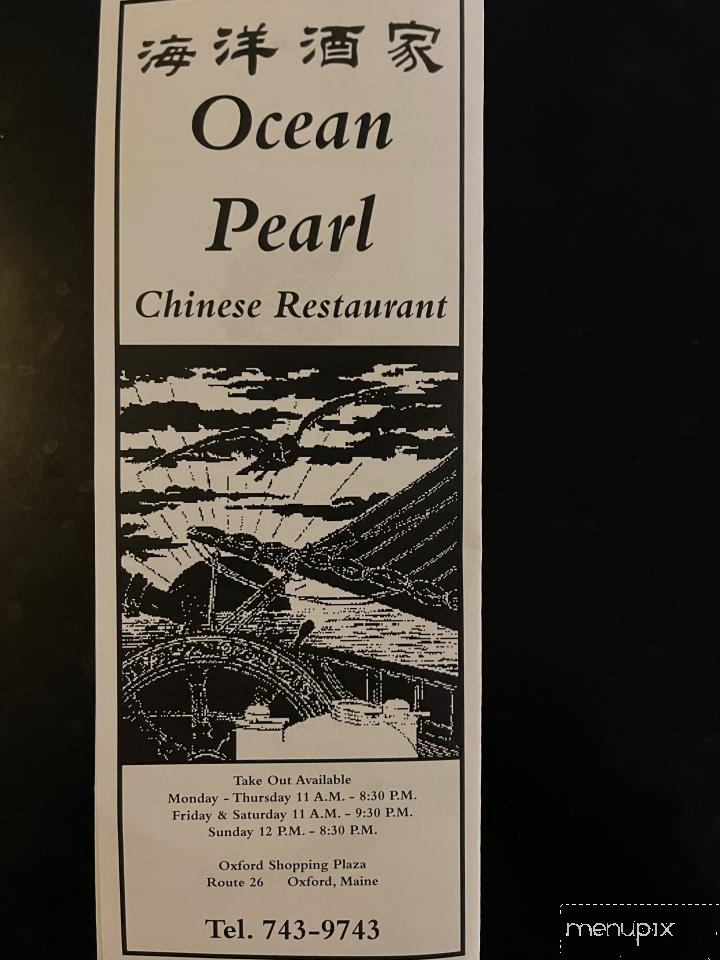 海洋酒家
Ocean
Pearl
Chinese Restaurant
Take Out Available
Monday - Thursday 11 A.M. - 8:30 P.M.
Friday & Saturday 11 A.M. - 9:30 P.M.
Sunday 12 P.M. - 8:30 P.M.
Oxford Shopping Plaza
Route 26 Oxford, Maine
Tel. 743-9743
menupix